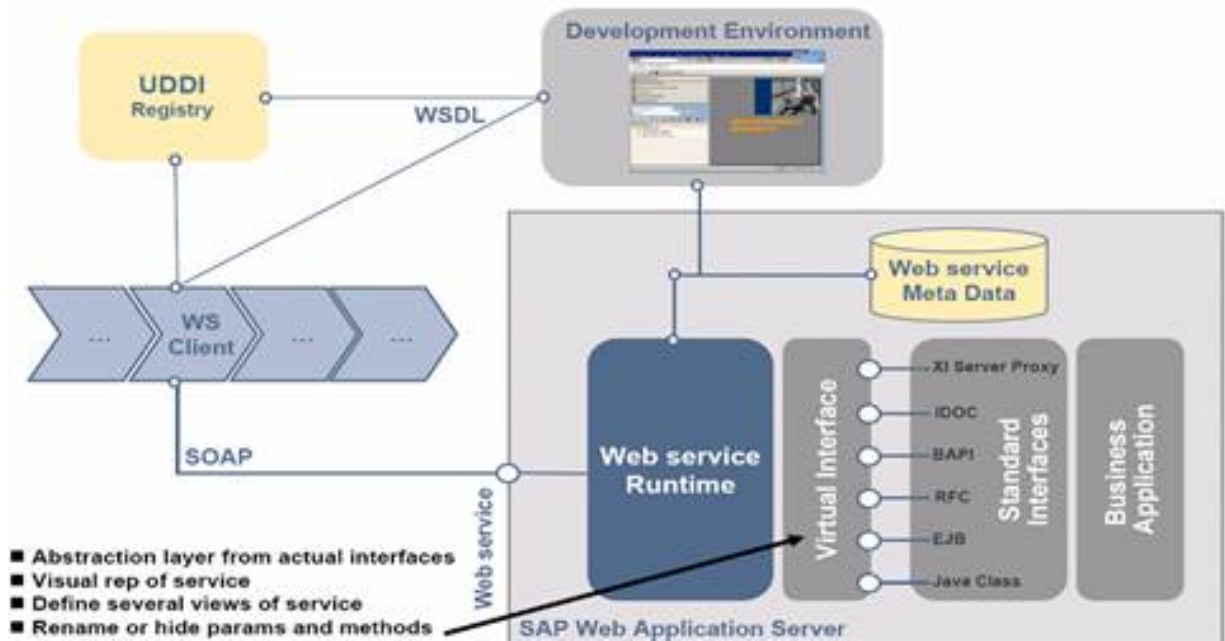 Development Environment
UDDI
Registry
WSDL
Web service
Meta Data
...
WS
Client
...
...
XI Server Proxy
IDOC
BAPI
RFC
EJB
Java Class
Web service
Runtime
Virtual Interface
Standard
Interfaces
Business
Application
SOAP
Web service
■ Abstraction layer from actual interfaces
■ Visual rep of service
■ Define several views of service
■ Rename or hide params and methods
SAP Web Application Server